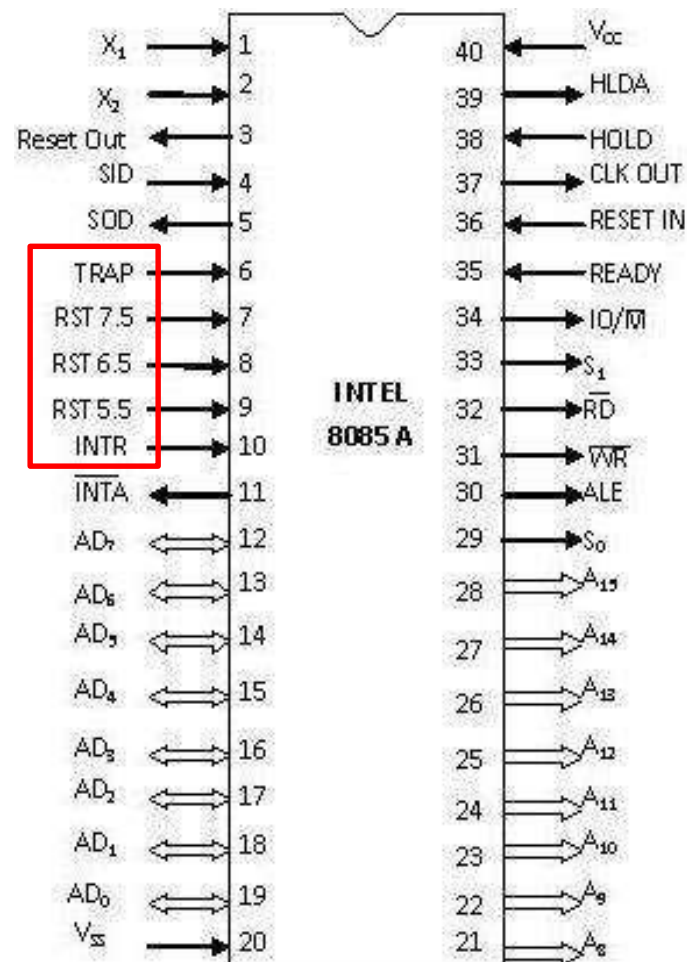 X₁ 1 40 Vcc
X₂ 2 39 HLDA
Reset Out 3 38 HOLD
SID 4 37 CLK OUT
SOD 5 36 RESET IN
TRAP 6 35 READY
RST 7.5 7 34 IO/M̅
RST 6.5 8 33 S₁
RST 5.5 9 32 R̅D̅
INTR 10 31 W̅R̅
I̅N̅T̅A̅ 11 30 ALE
AD₇ 12 29 S₀
AD₆ 13 28 A₁₅
AD₅ 14 27 A₁₄
AD₄ 15 26 A₁₃
AD₃ 16 25 A₁₂
AD₂ 17 24 A₁₁
AD₁ 18 23 A₁₀
AD₀ 19 22 A₉
Vss 20 21 A₈
INTEL
8085 A